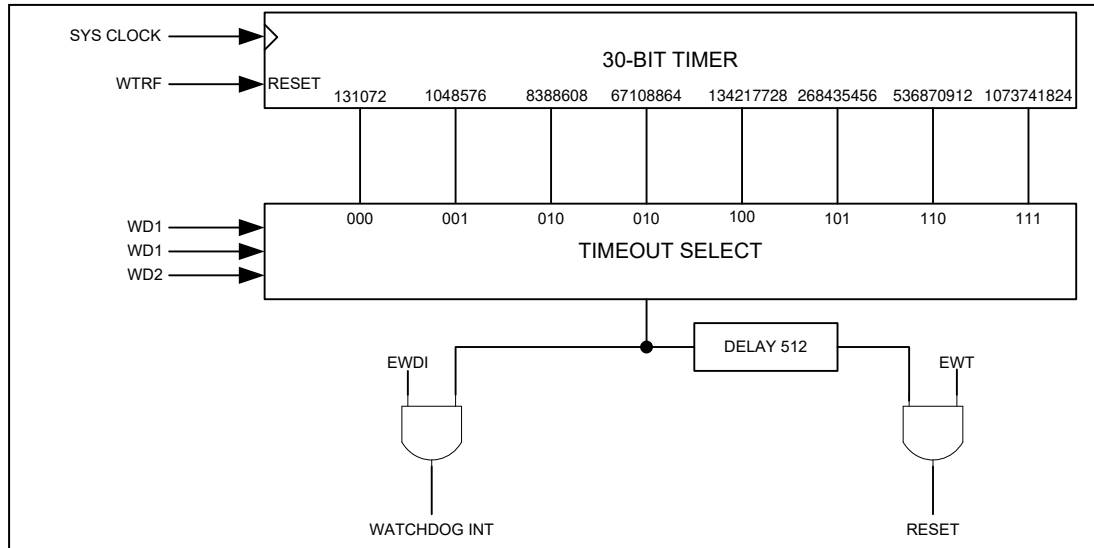 SYS CLOCK
30-BIT TIMER
WTRF
RESET
131072 1048576 8388608 67108864 134217728 268435456 536870912 1073741824
000 001 010 010 100 101 110 111
WD1
TIMEOUT SELECT
WD1
WD2
DELAY 512
EWDI
EWT
WATCHDOG INT
RESET